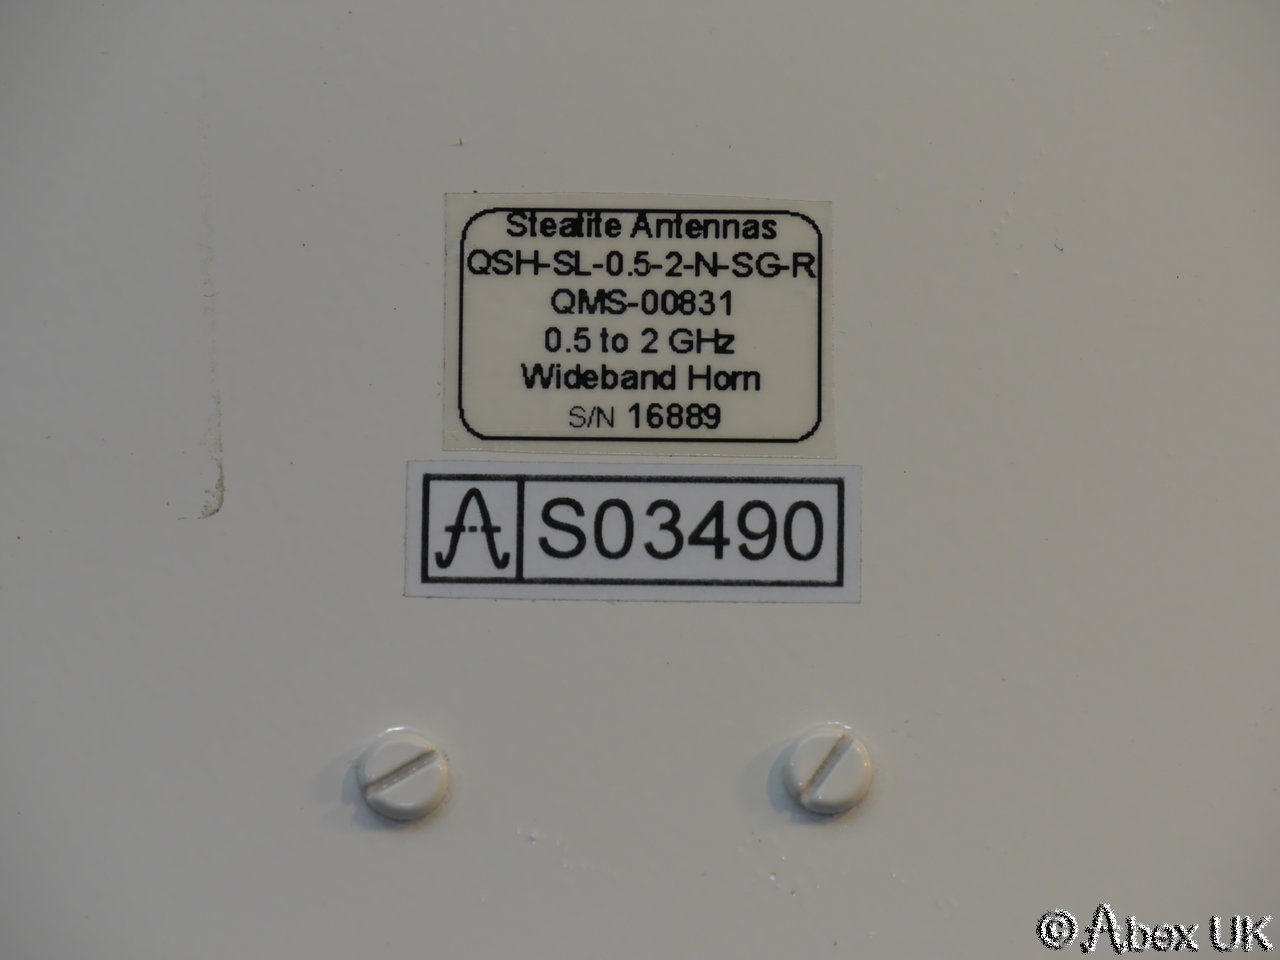 Steatite Antennas
QSH-SL-0.5-2-N-SG-R
QMS-00831
0.5 to 2 GHz
Wideband Horn
S/N 16889
A S03490
© Abex UK